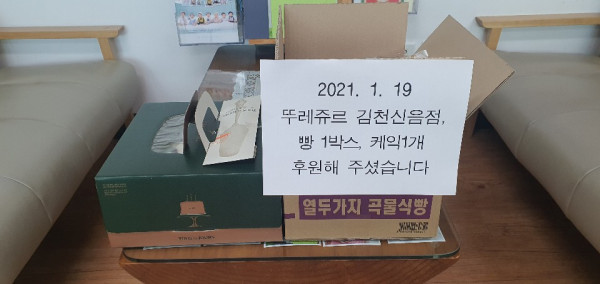 2021. 1. 19
뚜레쥬르 김천신음점,
빵 1박스, 케익1개
후원해 주셨습니다
열두가지 곡물식빵